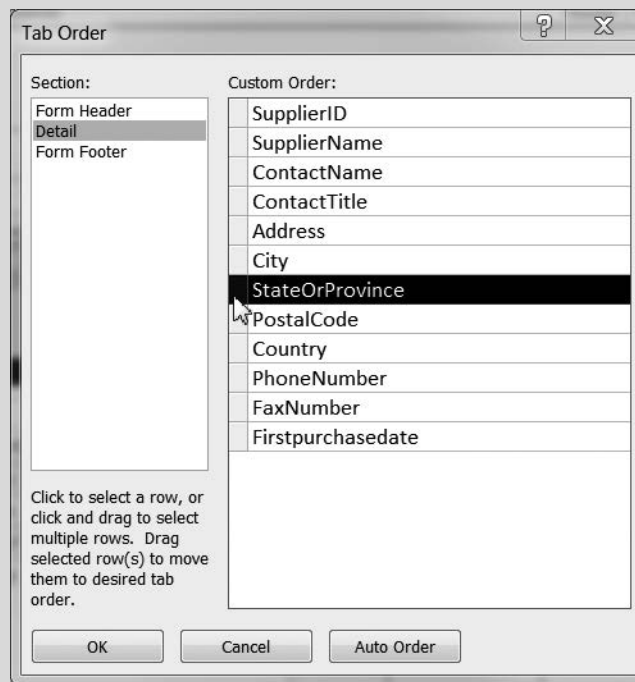 Tab Order
Section:
Form Header
Detail
Form Footer
Click to select a row, or
click and drag to select
multiple rows. Drag
selected row(s) to move
them to desired tab
order.
Custom Order:
SupplierID
SupplierName
ContactName
ContactTitle
Address
City
StateOrProvince
PostalCode
Country
PhoneNumber
FaxNumber
Firstpurchasedate
OK
Cancel
Auto Order